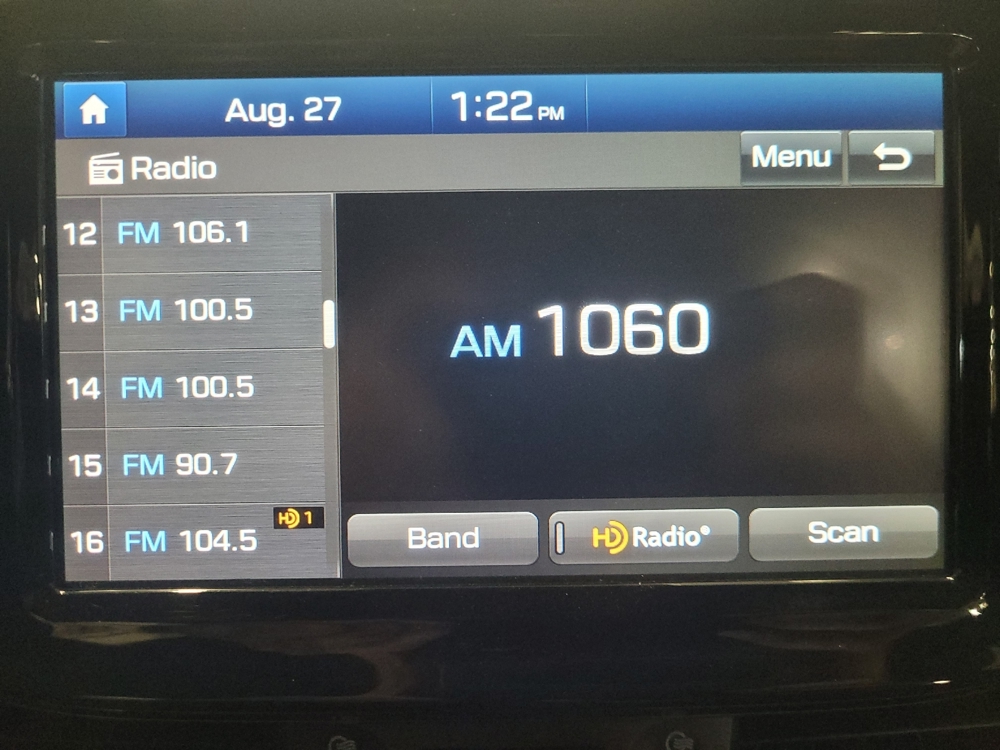 Aug. 27 1:22 PM
Radio Menu
12 FM 106.1
13 FM 100.5
AM 1060
14 FM 100.5
15 FM 90.7
HD 1
16 FM 104.5
Band HD Radio® Scan